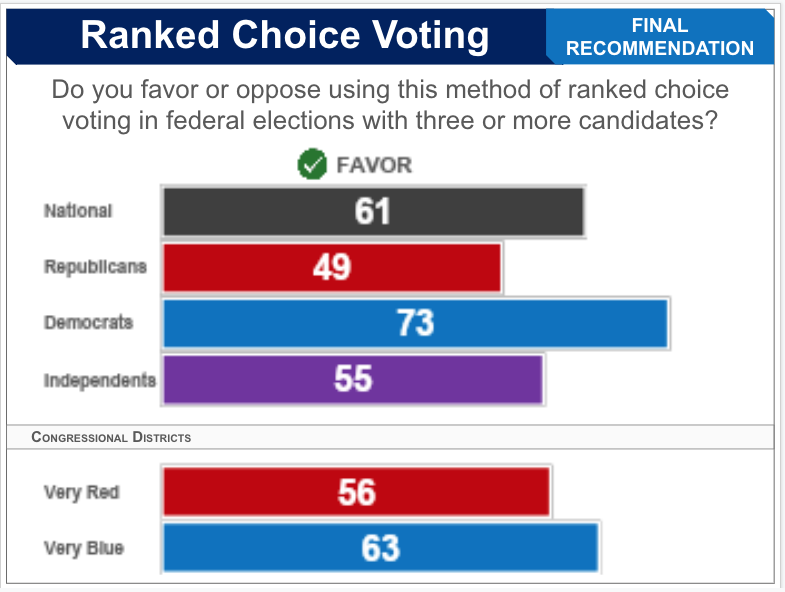 Ranked Choice Voting
FINAL
RECOMMENDATION
Do you favor or oppose using this method of ranked choice
voting in federal elections with three or more candidates?
FAVOR
National 61
Republicans 49
Democrats 73
Independents 55
CONGRESSIONAL DISTRICTS
Very Red 56
Very Blue 63